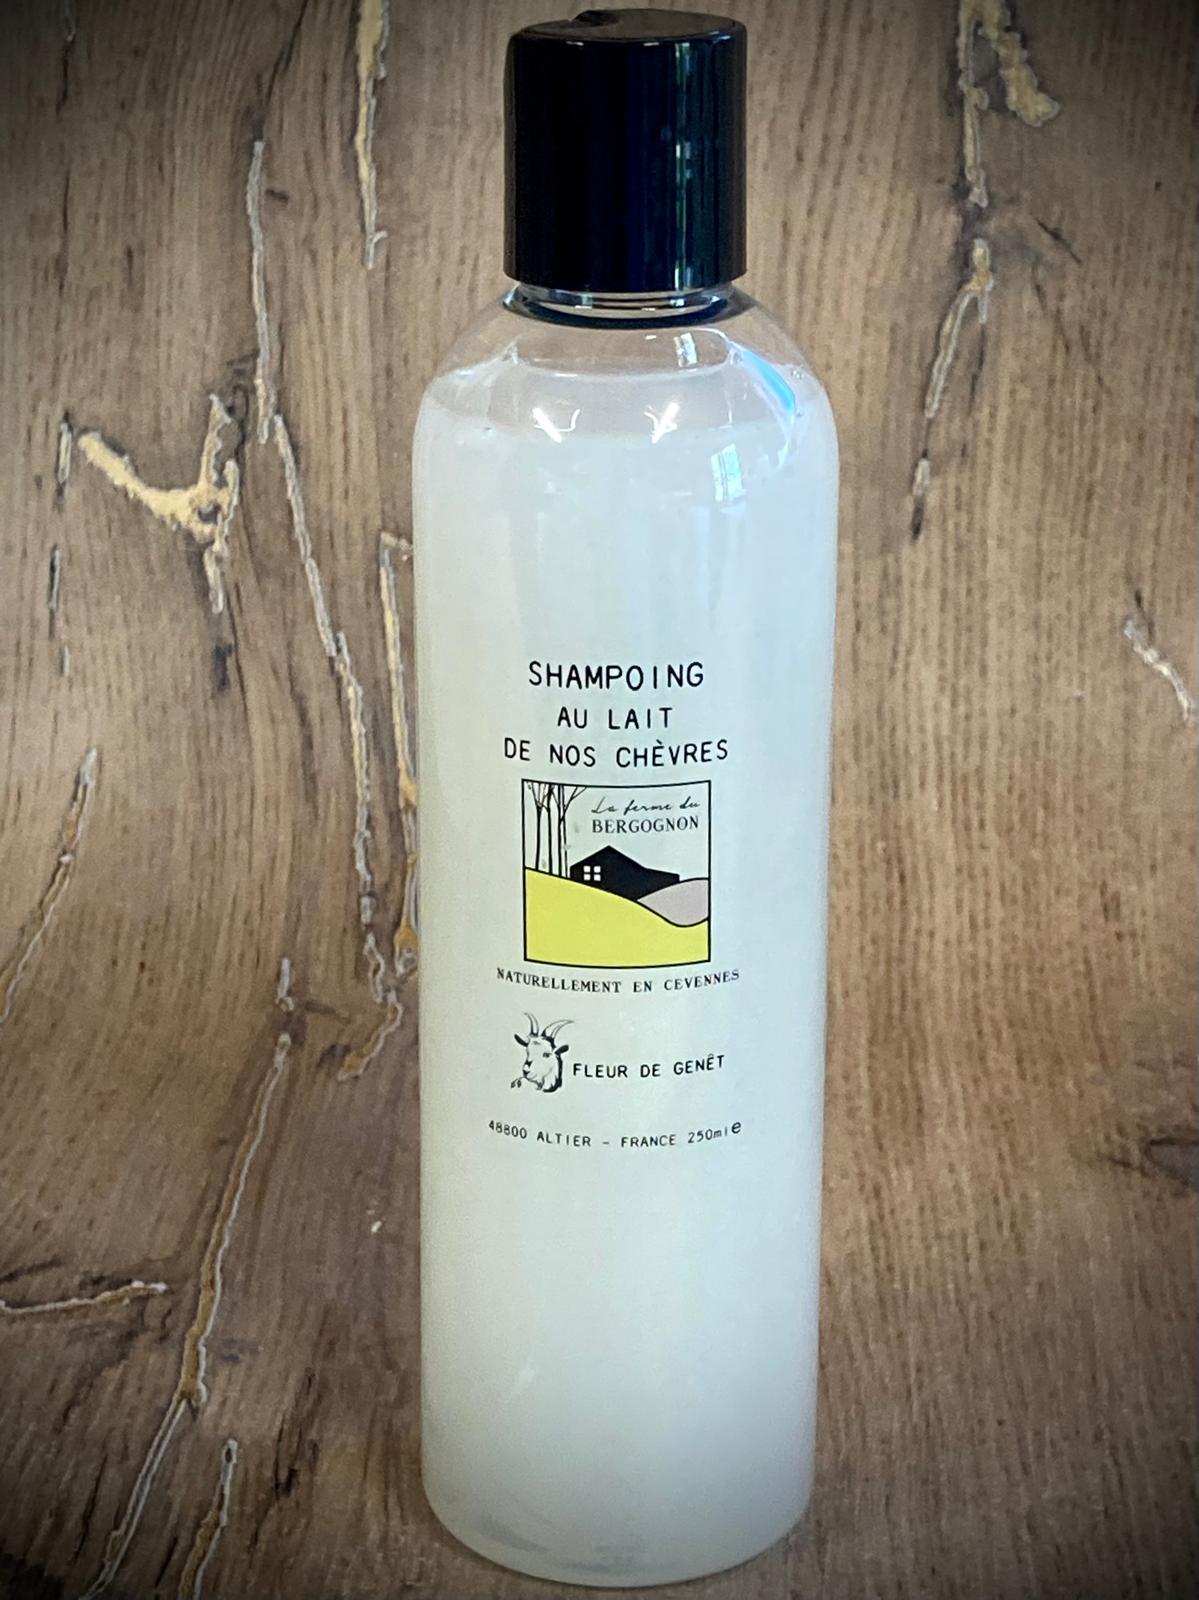 SHAMPOING
AU LAIT
DE NOS CHÈVRES
La ferme du
BERGOGNON
NATURELLEMENT EN CEVENNES
FLEUR DE GENÊT
48800 ALTIER - FRANCE 250ml e